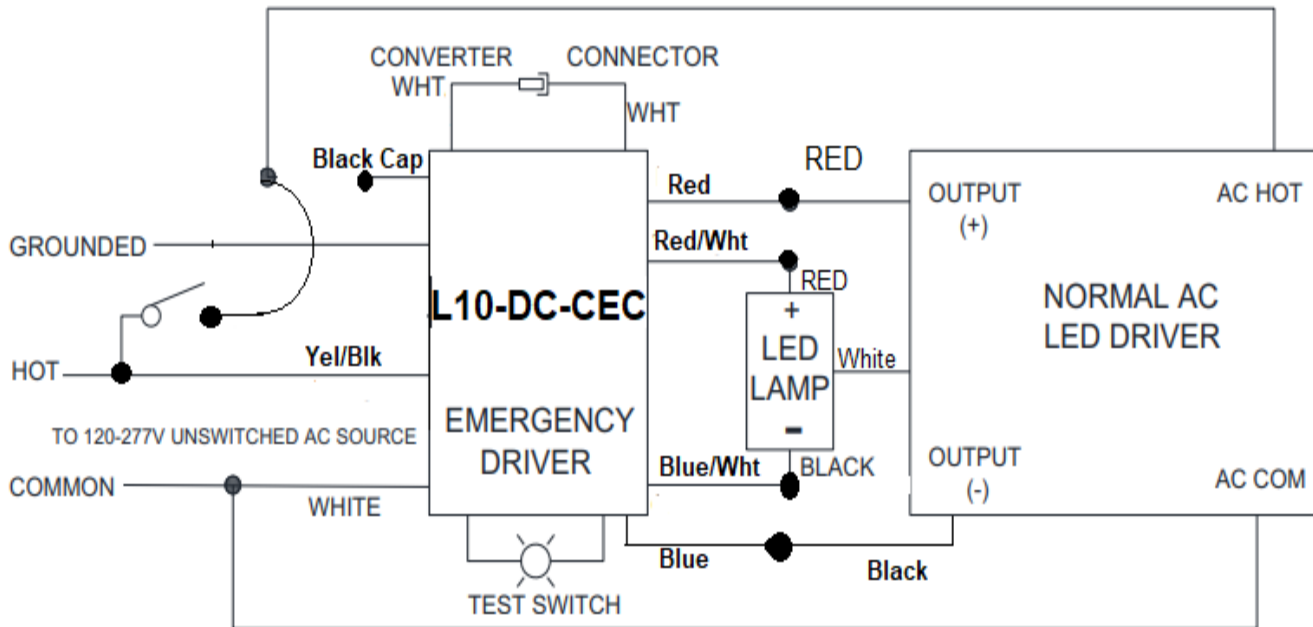 CONVERTER
CONNECTOR
WHT
WHT
Black Cap
RED
Red
OUTPUT
(+)
AC HOT
GROUNDED
Red/Wht
RED
L10-DC-CEC
+
LED
LAMP
-
White
NORMAL AC
LED DRIVER
HOT
Yel/Blk
TO 120-277V UNSWITCHED AC SOURCE
EMERGENCY
DRIVER
Blue/Wht
BLACK
OUTPUT
(-)
AC COM
COMMON
WHITE
Blue
Black
TEST SWITCH